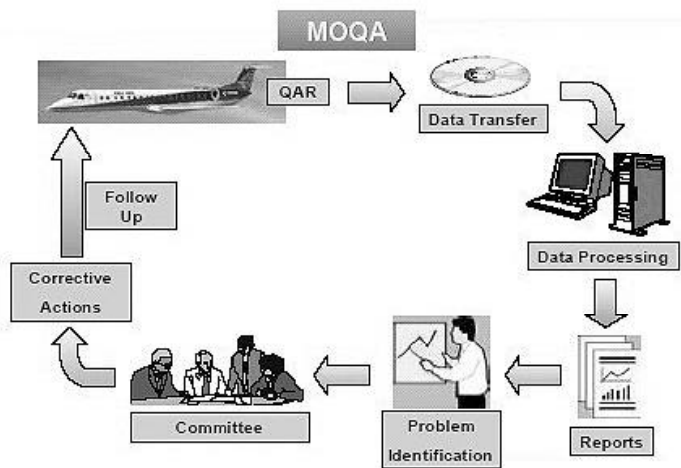 MOQA
QAR
Data Transfer
Data Processing
Reports
Problem
Identification
Committee
Corrective
Actions
Follow
Up